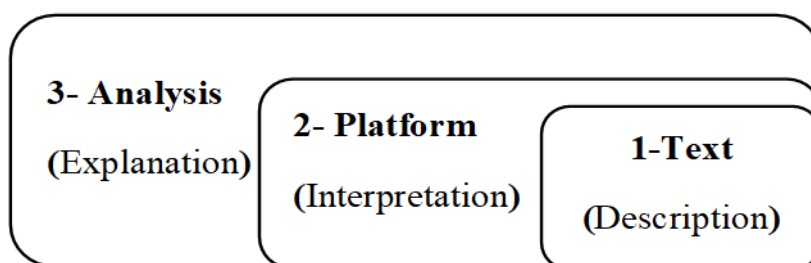 3- Analysis
(Explanation)
2- Platform
(Interpretation)
1-Text
(Description)